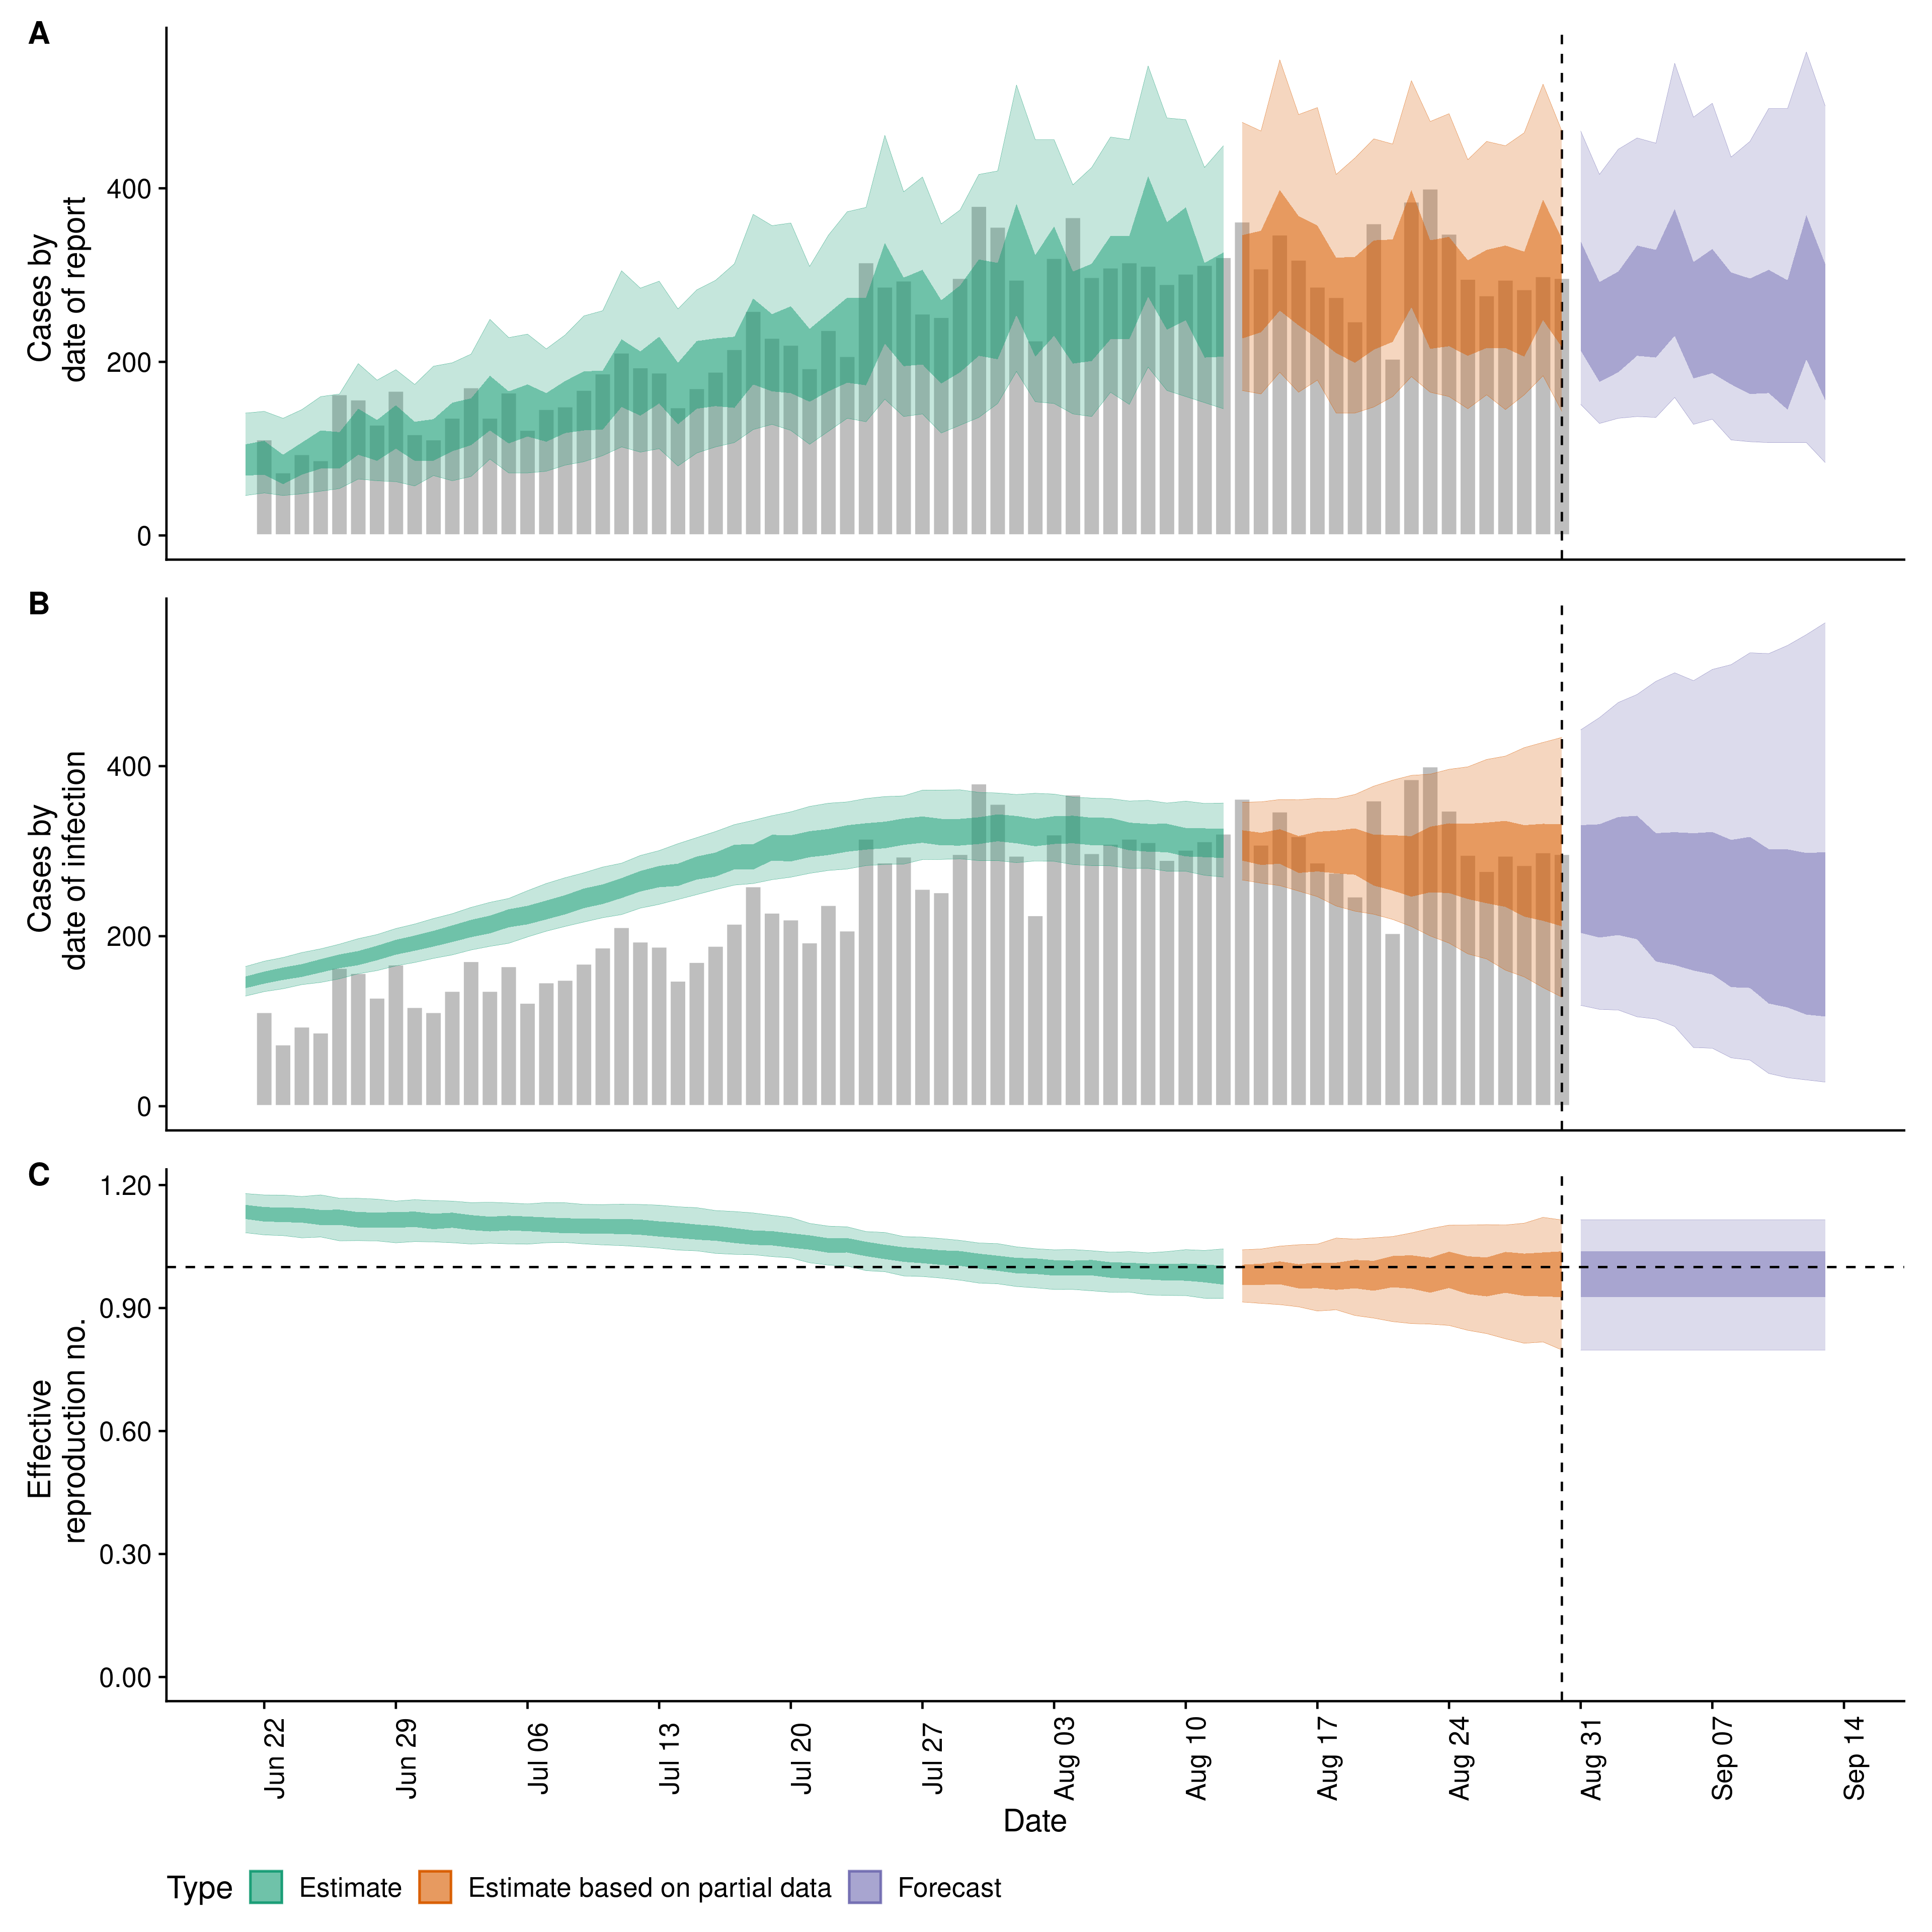 A
Cases by
date of report
400
200
0
B
Cases by
date of infection
400
200
0
C
Effective
reproduction no.
1.20
0.90
0.60
0.30
0.00
Jun 22
Jun 29
Jul 06
Jul 13
Jul 20
Jul 27
Aug 03
Aug 10
Aug 17
Aug 24
Aug 31
Sep 07
Sep 14
Date
Type Estimate Estimate based on partial data Forecast